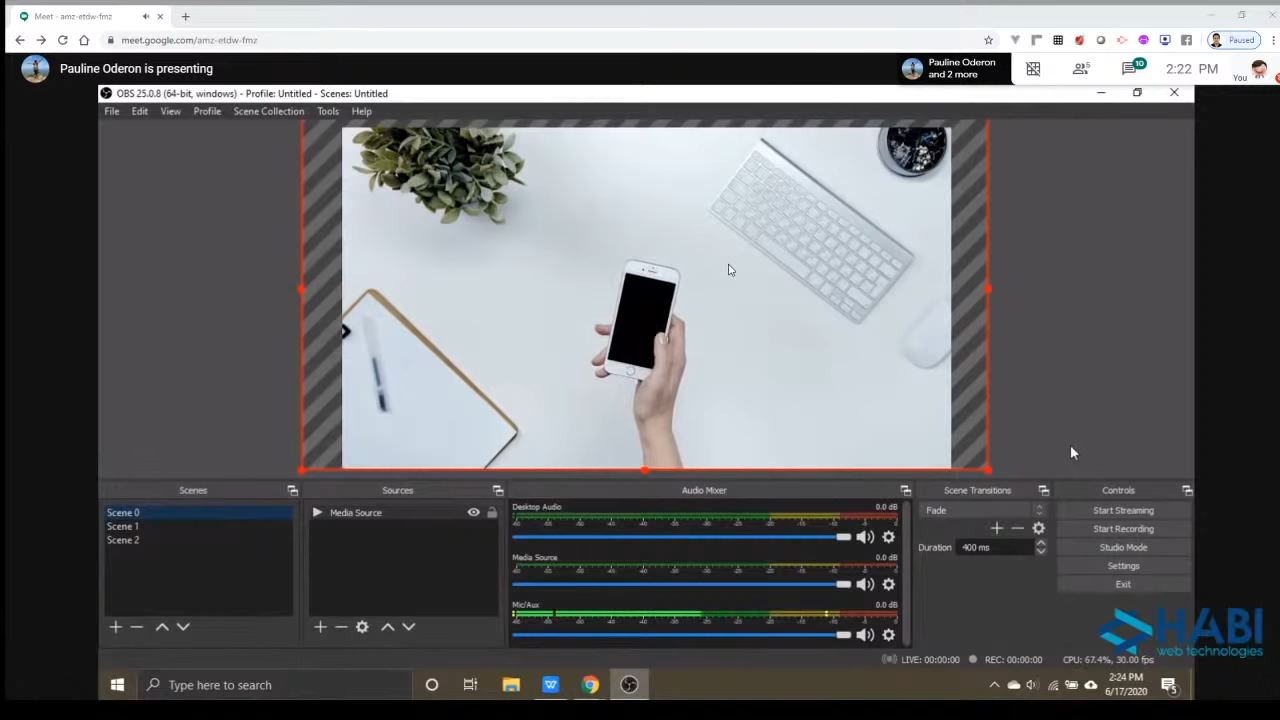 Meet - amz-etdw-fmz
meet.google.com/amz-etdw-fmz
Paused
Pauline Oderon is presenting
Pauline Oderon
and 2 more
5
10
2:22 PM
You
OBS 25.0.8 (64-bit, windows) - Profile: Untitled - Scenes: Untitled
File Edit View Profile Scene Collection Tools Help
Scenes
Sources
Audio Mixer
Scene Transitions
Controls
Scene 0
Scene 1
Scene 2
Media Source
Desktop Audio 0.0 dB
Media Source 0.0 dB
Mic/Aux 0.0 dB
Fade
Duration 400 ms
Start Streaming
Start Recording
Studio Mode
Settings
Exit
HABI
web technologies
LIVE: 00:00:00 REC: 00:00:00 CPU: 67.4%, 30.00 fps
Type here to search
2:24 PM
6/17/2020
5